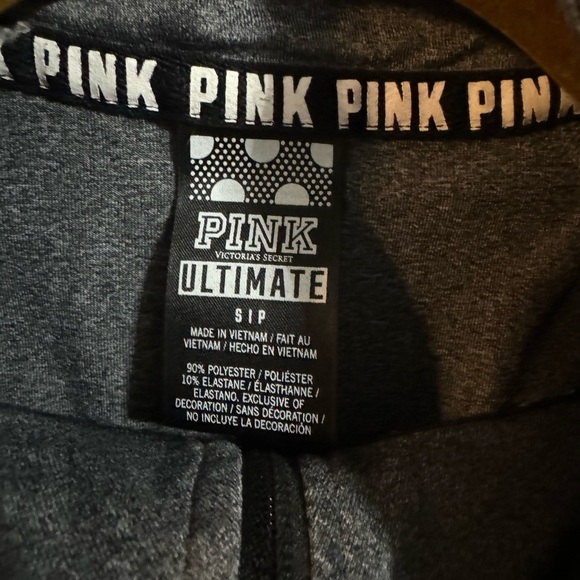 PINK PINK PINK PINK
PINK
VICTORIA'S SECRET
ULTIMATE
S | P
MADE IN VIETNAM / FAIT AU
VIETNAM / HECHO EN VIETNAM
90% POLYESTER / POLIÉSTER
10% ELASTANE / ÉLASTHANNE /
ELASTANO. EXCLUSIVE OF
DECORATION / SANS DÉCORATION /
NO INCLUYE LA DECORACIÓN